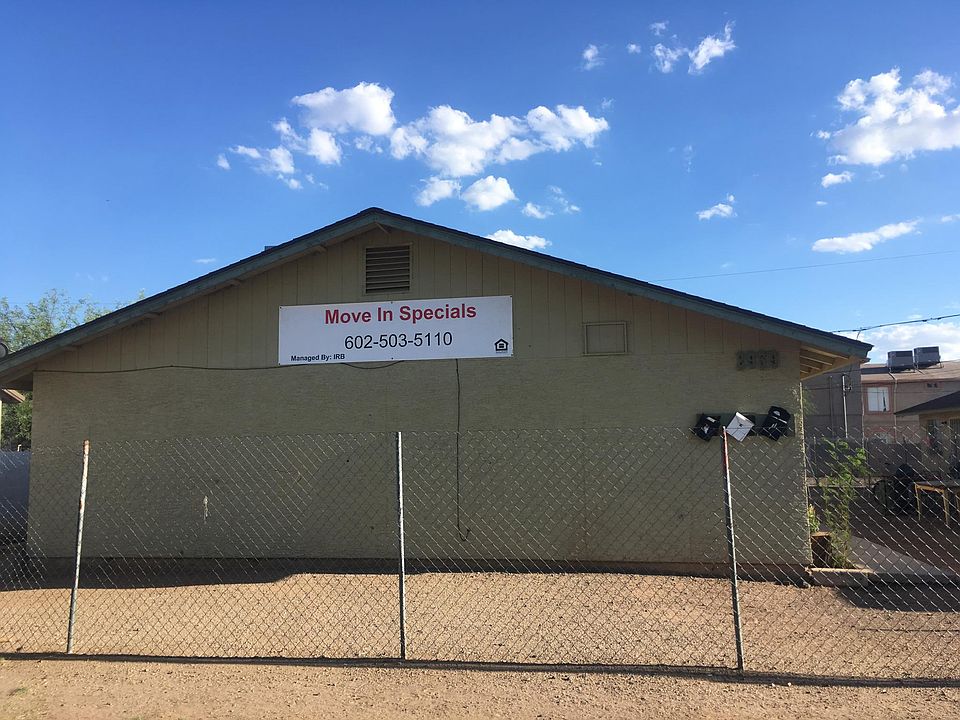 Move In Specials
602-503-5110
Managed By: IRB